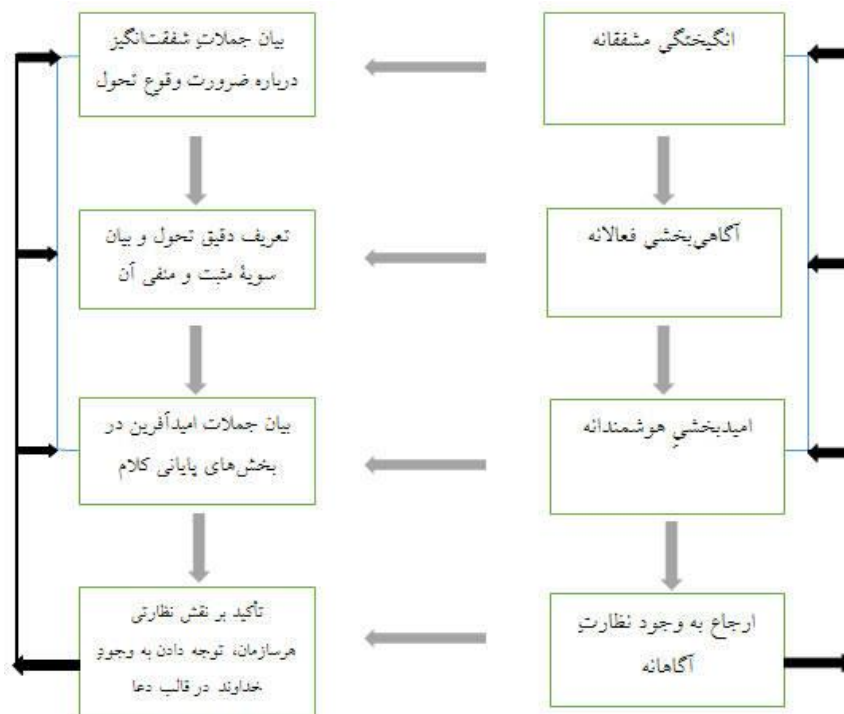 انگیختگیِ مشفقانه
بیان جملاتِ شفقت‌انگیز
درباره ضرورت وقوعِ تحول
آگاهی‌بخشیِ فعالانه
تعریف دقیق تحول و بیان
سویهٔ مثبت و منفی آن
امیدبخشیِ هوشمندانه
بیان جملات امیدآفرین در
بخش‌های پایانی کلام
ارجاع به وجود نظارتِ
آگاهانه
تأکید بر نقش نظارتی
هرسازمان، توجه دادن به وجودِ
خداوند در قالب دعا